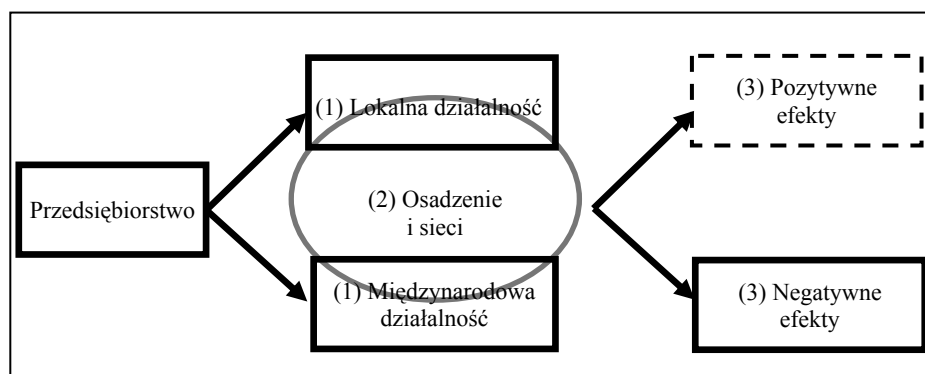 Przedsiębiorstwo
(1) Lokalna działalność
(2) Osadzenie
i sieci
(1) Międzynarodowa
działalność
(3) Pozytywne
efekty
(3) Negatywne
efekty